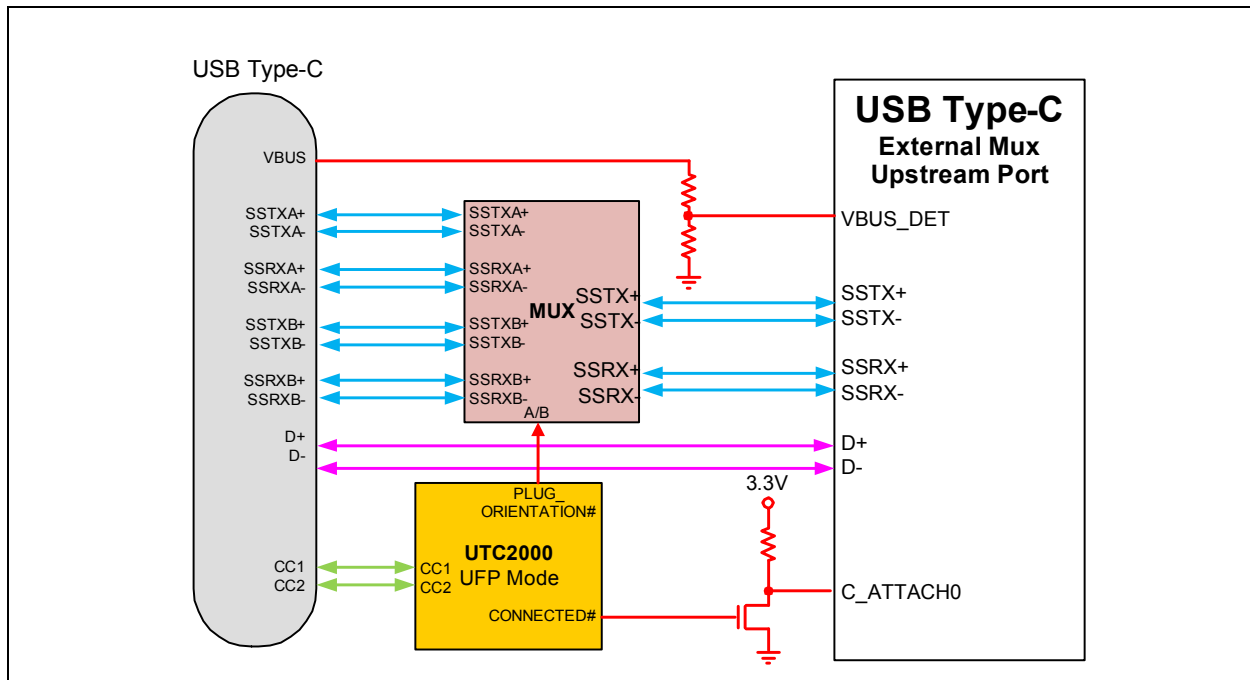 USB Type-C
VBUS
SSTXA+
SSTXA-
SSRXA+
SSRXA-
SSTXB+
SSTXB-
SSRXB+
SSRXB-
D+
D-
CC1
CC2
SSTXA+
SSTXA-
SSRXA+
SSRXA-
SSTXB+
SSTXB-
SSRXB+
SSRXB-
MUX
SSTX+
SSTX-
SSRX+
SSRX-
A/B
PLUG_
ORIENTATION#
UTC2000
UFP Mode
CC1
CC2
CONNECTED#
3.3V
USB Type-C
External Mux
Upstream Port
VBUS_DET
SSTX+
SSTX-
SSRX+
SSRX-
D+
D-
C_ATTACH0